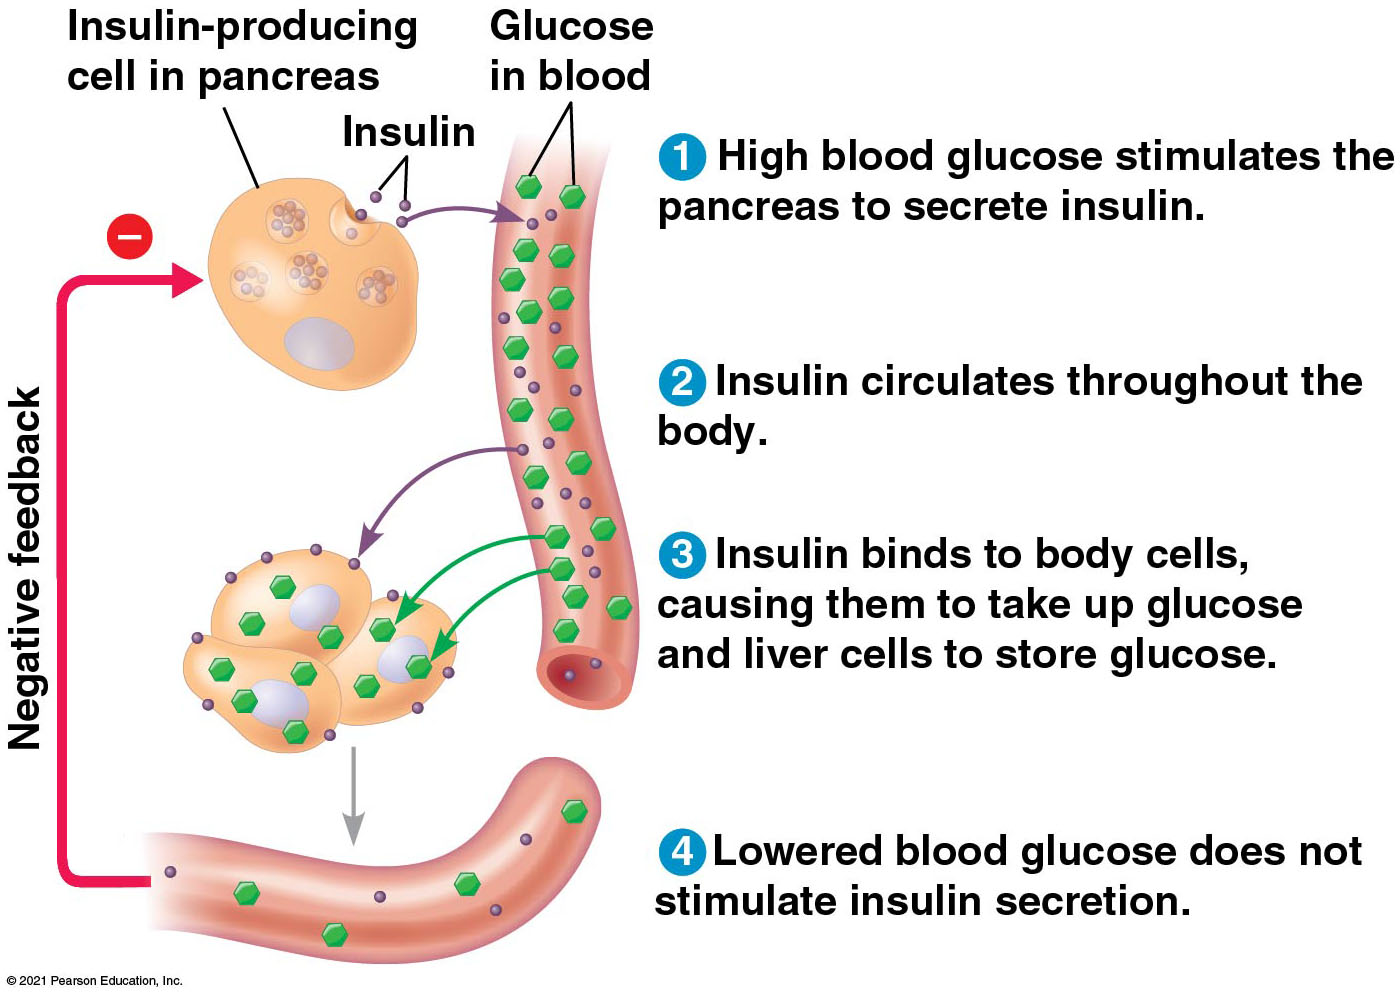 Insulin-producing
cell in pancreas
Glucose
in blood
Insulin
1 High blood glucose stimulates the
pancreas to secrete insulin.
−
2 Insulin circulates throughout the
body.
Negative feedback
3 Insulin binds to body cells,
causing them to take up glucose
and liver cells to store glucose.
4 Lowered blood glucose does not
stimulate insulin secretion.
© 2021 Pearson Education, Inc.